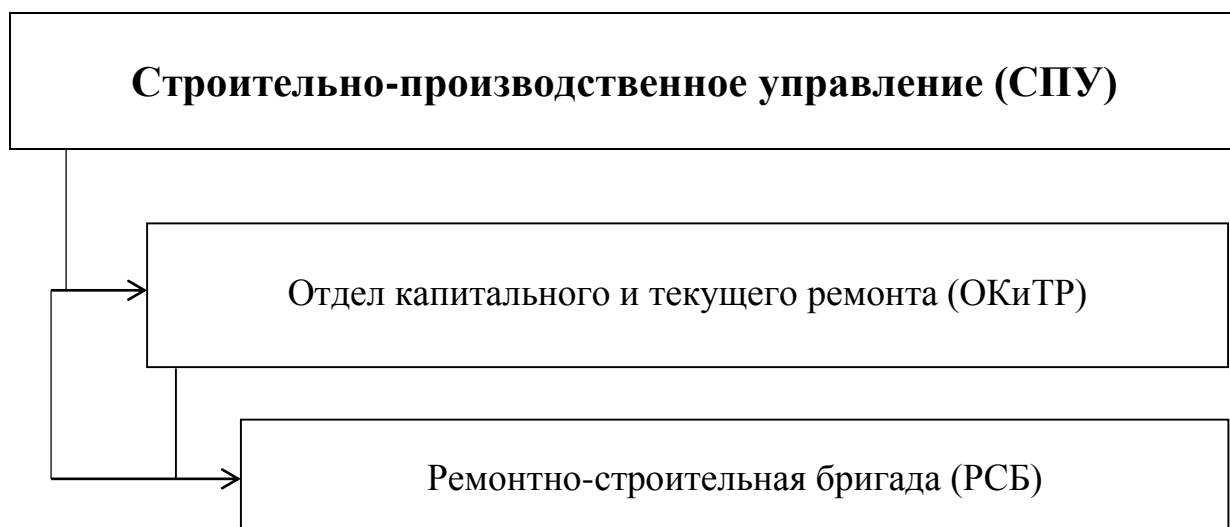 Строительно-производственное управление (СПУ)
Отдел капитального и текущего ремонта (ОКиТР)
Ремонтно-строительная бригада (РСБ)